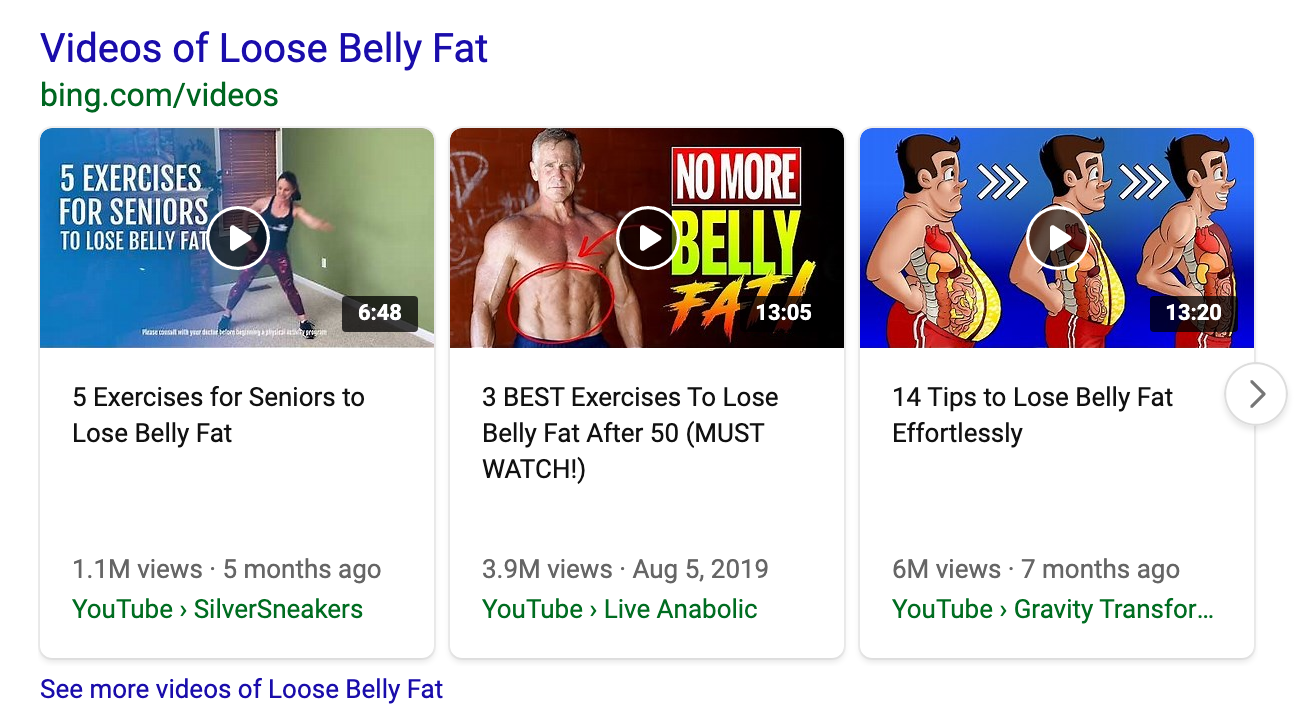 Videos of Loose Belly Fat
bing.com/videos
5 EXERCISES
FOR SENIORS
TO LOSE BELLY FAT
Please consult with your doctor before beginning a physical activity program
6:48
NO MORE
BELLY
FAT!
13:05
13:20
5 Exercises for Seniors to
Lose Belly Fat
1.1M views · 5 months ago
YouTube › SilverSneakers
3 BEST Exercises To Lose
Belly Fat After 50 (MUST
WATCH!)
3.9M views · Aug 5, 2019
YouTube › Live Anabolic
14 Tips to Lose Belly Fat
Effortlessly
6M views · 7 months ago
YouTube › Gravity Transfor...
See more videos of Loose Belly Fat